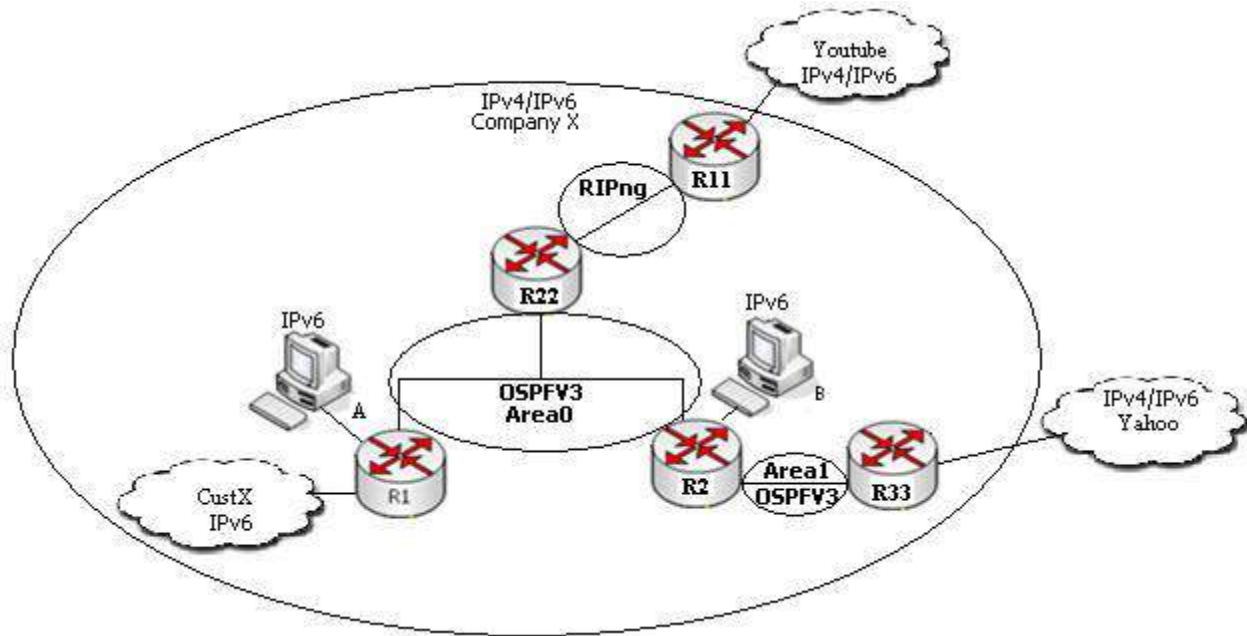 Youtube
IPv4/IPv6
IPv4/IPv6
Company X
R11
RIPng
R22
IPv6
IPv6
OSPFV3
Area0
A
B
IPv4/IPv6
Yahoo
CustX
IPv6
R1
R2
Area1
OSPFV3
R33